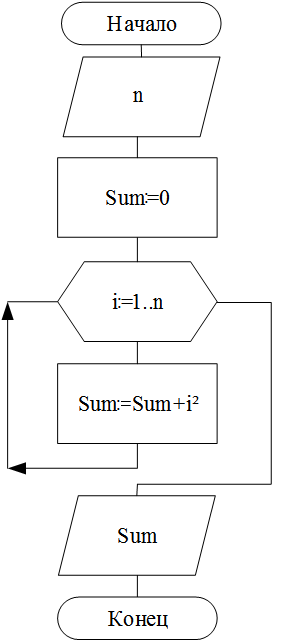 Начало
n
Sum:=0
i:=1..n
Sum:=Sum+i²
Sum
Конец